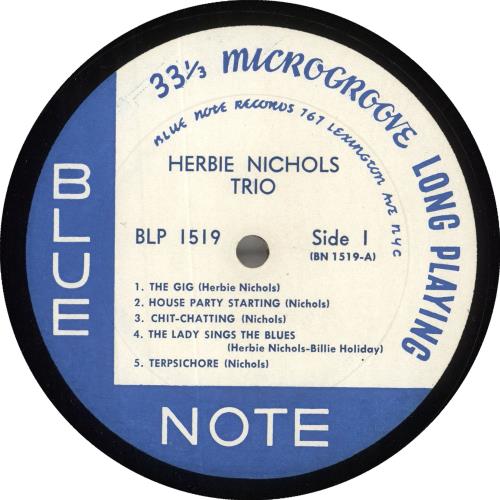 33⅓ MICROGROOVE LONG PLAYING
BLUE NOTE RECORDS 767 LEXINGTON AVE NYC
HERBIE NICHOLS
TRIO
BLP 1519
Side 1
(BN 1519-A)
1. THE GIG (Herbie Nichols)
2. HOUSE PARTY STARTING (Nichols)
3. CHIT-CHATTING (Nichols)
4. THE LADY SINGS THE BLUES
(Herbie Nichols-Billie Holiday)
5. TERPSICHORE (Nichols)
BLUE
NOTE